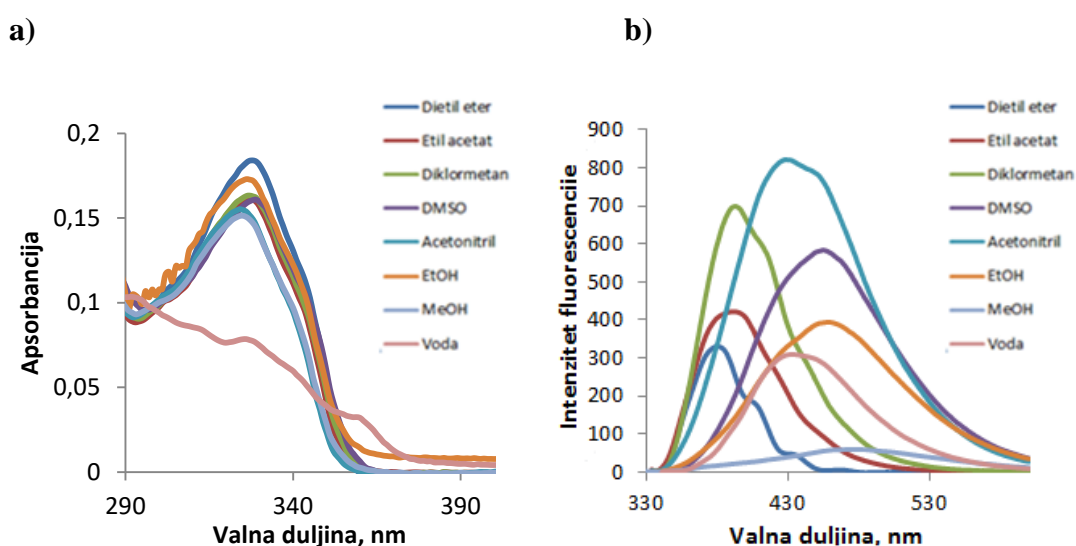 a)
Dietil eter
Etil acetat
Diklormetan
DMSO
Acetonitril
EtOH
MeOH
Voda
0,2
0,15
0,1
0,05
0
290 340 390
Apsorbancija
Valna duljina, nm
b)
Dietil eter
Etil acetat
Diklormetan
DMSO
Acetonitril
EtOH
MeOH
Voda
900
800
700
600
500
400
300
200
100
0
330 430 530
Intenzitet fluorescencije
Valna duljina, nm